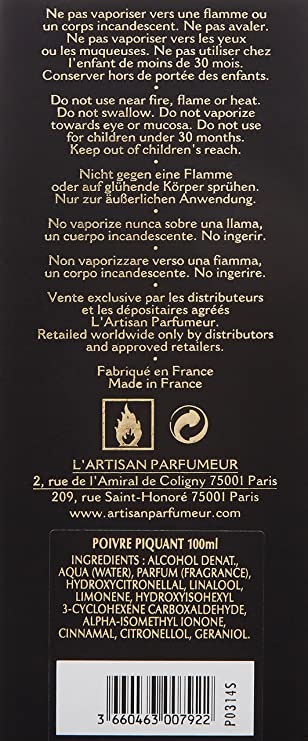 Ne pas vaporiser vers une flamme ou
un corps incandescent. Ne pas avaler.
Ne pas vaporiser vers les yeux
ou les muqueuses. Ne pas utiliser chez
l'enfant de moins de 30 mois.
Conserver hors de portée des enfants.
Do not use near fire, flame or heat.
Do not swallow. Do not vaporize
towards eye or mucosa. Do not use
for children under 30 months.
Keep out of children's reach.
Nicht gegen eine Flamme
oder auf glühende Körper sprühen.
Nur zur äußerlichen Anwendung.
No vaporize nunca sobre una llama,
un cuerpo incandescente. No ingerir.
Non vaporizzare verso una fiamma,
un corpo incandescente. No ingerire.
Vente exclusive par les distributeurs
et les dépositaires agréés
L'Artisan Parfumeur.
Retailed worldwide only by distributors
and approved retailers.
Fabriqué en France
Made in France
L'ARTISAN PARFUMEUR
2, rue de l'Amiral de Coligny 75001 Paris
209, rue Saint-Honoré 75001 Paris
www.artisanparfumeur.com
POIVRE PIQUANT 100ml
INGREDIENTS : ALCOHOL DENAT.,
AQUA (WATER), PARFUM (FRAGRANCE),
HYDROXYCITRONELLAL, LINALOOL,
LIMONENE, HYDROXYISOHEXYL
3-CYCLOHEXENE CARBOXALDEHYDE,
ALPHA-ISOMETHYL IONONE,
CINNAMAL, CITRONELLOL, GERANIOL.
3 660463 007922
P0314S